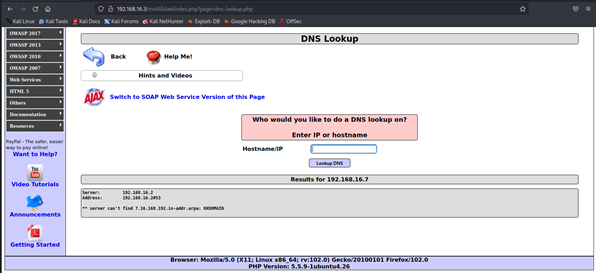 192.168.16.3/mutillidae/index.php?page=dns-lookup.php
Kali Linux Kali Tools Kali Docs Kali Forums Kali NetHunter Exploit-DB Google Hacking DB OffSec
OWASP 2017
OWASP 2013
OWASP 2010
OWASP 2007
Web Services
HTML 5
Others
Documentation
Resources
PayPal - The safer, easier
way to pay online!
Want to Help?
You
Tube
Video Tutorials
Announcements
Getting Started
DNS Lookup
Back Help Me!
Hints and Videos
AJAX Switch to SOAP Web Service Version of this Page
Who would you like to do a DNS lookup on?
Enter IP or hostname
Hostname/IP
Lookup DNS
Results for 192.168.16.7
Server: 192.168.16.2
Address: 192.168.16.2#53
** server can't find 7.16.168.192.in-addr.arpa: NXDOMAIN
Browser: Mozilla/5.0 (X11; Linux x86_64; rv:102.0) Gecko/20100101 Firefox/102.0
PHP Version: 5.5.9-1ubuntu4.26